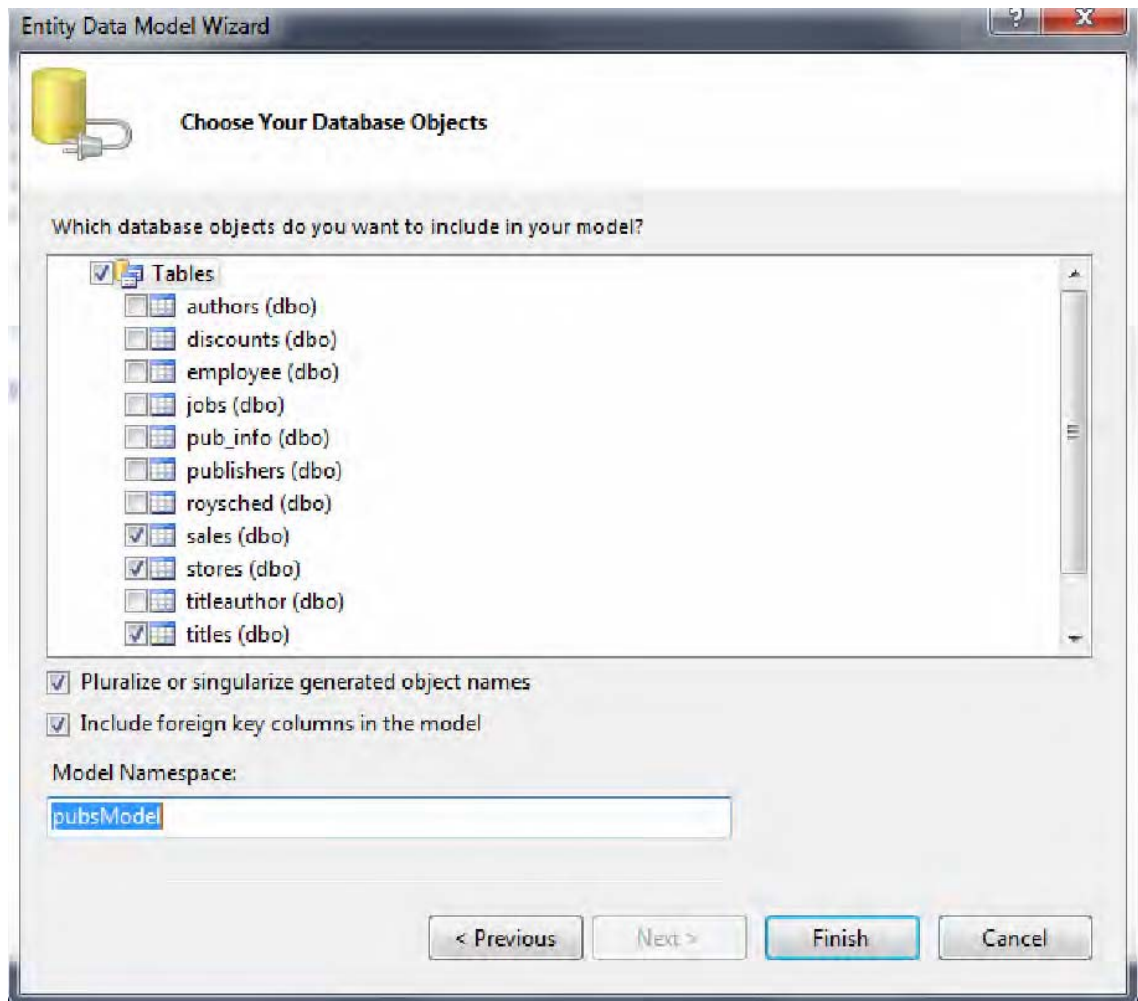 Entity Data Model Wizard
?
X
Choose Your Database Objects
Which database objects do you want to include in your model?
Tables
authors (dbo)
discounts (dbo)
employee (dbo)
jobs (dbo)
pub_info (dbo)
publishers (dbo)
roysched (dbo)
sales (dbo)
stores (dbo)
titleauthor (dbo)
titles (dbo)
Pluralize or singularize generated object names
Include foreign key columns in the model
Model Namespace:
pubsModel
< Previous
Next >
Finish
Cancel